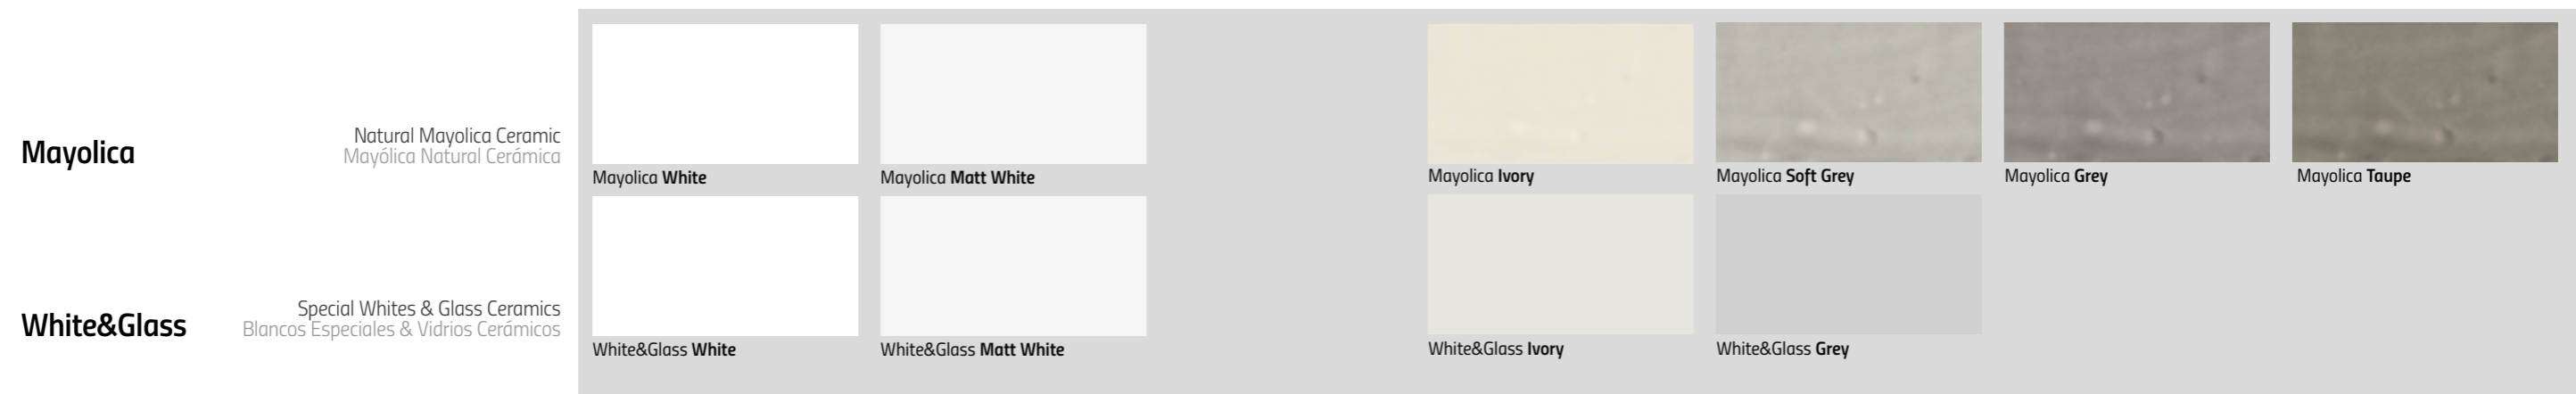 Mayolica
Natural Mayolica Ceramic
Mayólica Natural Cerámica
Mayolica White
Mayolica Matt White
Mayolica Ivory
Mayolica Soft Grey
Mayolica Grey
Mayolica Taupe
White&Glass
Special Whites & Glass Ceramics
Blancos Especiales & Vidrios Cerámicos
White&Glass White
White&Glass Matt White
White&Glass Ivory
White&Glass Grey